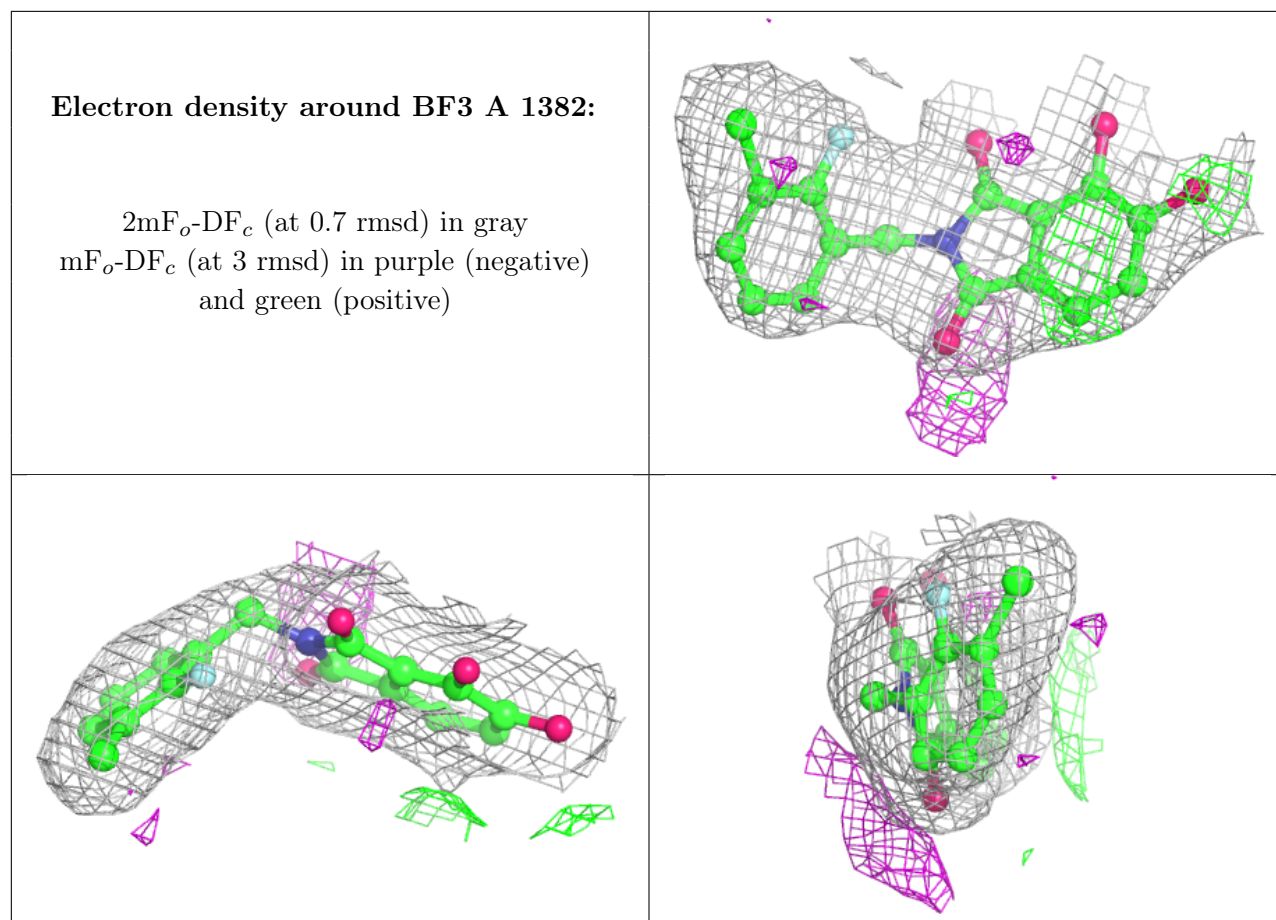 Electron density around BF3 A 1382:
2mFo-DFc (at 0.7 rmsd) in gray
mFo-DFc (at 3 rmsd) in purple (negative)
and green (positive)